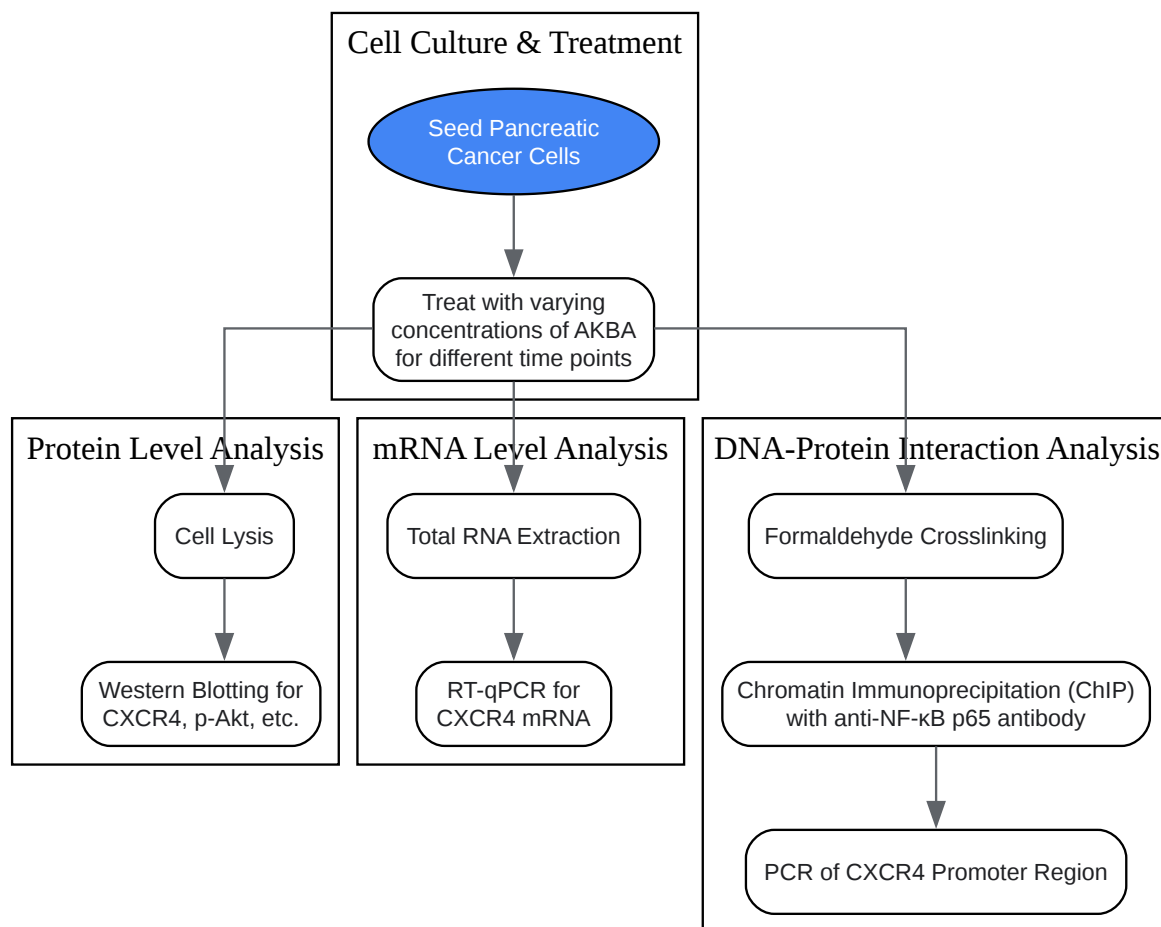 Cell Culture & Treatment
Seed Pancreatic
Cancer Cells
Treat with varying
concentrations of AKBA
for different time points
Protein Level Analysis
Cell Lysis
Western Blotting for
CXCR4, p-Akt, etc.
mRNA Level Analysis
Total RNA Extraction
RT-qPCR for
CXCR4 mRNA
DNA-Protein Interaction Analysis
Formaldehyde Crosslinking
Chromatin Immunoprecipitation (ChIP)
with anti-NF-κB p65 antibody
PCR of CXCR4 Promoter Region